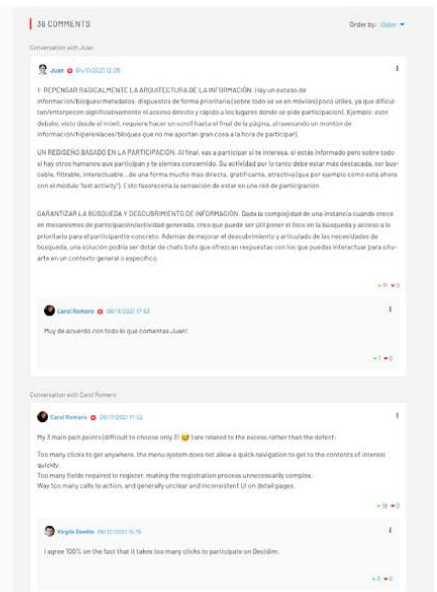 36 COMMENTS
Order by: Older
Conversation with Juan
Juan 04/11/2021 12:05
1- REPENSAR RADICALMENTE LA ARQUITECTURA DE LA INFORMACIÓN. Hay un exceso de
información/bloques/metadatos, dispuestos de forma prioritaria (sobre todo se ve en móviles) poco útiles, ya que dificul-
tan/entorpecen significativamente el acceso directo y rápido a los lugares dónde se pide participación). Ejemplo: este
debate, visto desde el móvil, requiere hacer un scroll hasta el final de la página, atravesando un montón de
información/hiperenlaces/bloques que no me aportan gran cosa a la hora de participar).
UN REDISEÑO BASADO EN LA PARTICIPACIÓN. Al final, vas a participar si te interesa, si estás informado pero sobre todo
si hay otros humanos que participan y te sientes concernido. Su actividad por lo tanto debe estar más destacada, ser bus-
cable, filtrable, interactuable...de una forma mucho más directa, gratificante, atractiva (que por ejemplo como está ahora
con el módulo "last activity"). Esto favorecería la sensación de estar en una red de participación
GARANTIZAR LA BÚSQUEDA Y DESCUBRIMIENTO DE INFORMACIÓN. Dada la complejidad de una instancia cuando crece
en mecanismos de participación/actividad generada, creo que puede ser útil poner el foco en la búsqueda y acceso a lo
prioritario para el participante concreto. Además de mejorar el descubrimiento y articulado de las necesidades de
búsqueda, una solución podría ser dotar de chats bots que ofrezcan respuestas con los que puedas interactuar para situ-
arte en un contexto general o específico.
0
Carol Romero 09/11/2021 17:53
Muy de acuerdo con todo lo que comentas Juan!
1 0
Conversation with Carol Romero
Carol Romero 09/11/2021 17:52
My 3 main pain points (difficult to choose only 3! 😅) are related to the excess rather than the defect:
Too many clicks to get anywhere, the menu system does not allow a quick navigation to get to the contents of interest
quickly.
Too many fields required to register, making the registration process unnecessarily complex.
Way too many calls to action, and generally unclear and inconsistent UI on detail pages.
18 0
Virgile Deville
I agree 100% on the fact that it takes too many clicks to participate on Decidim.
0